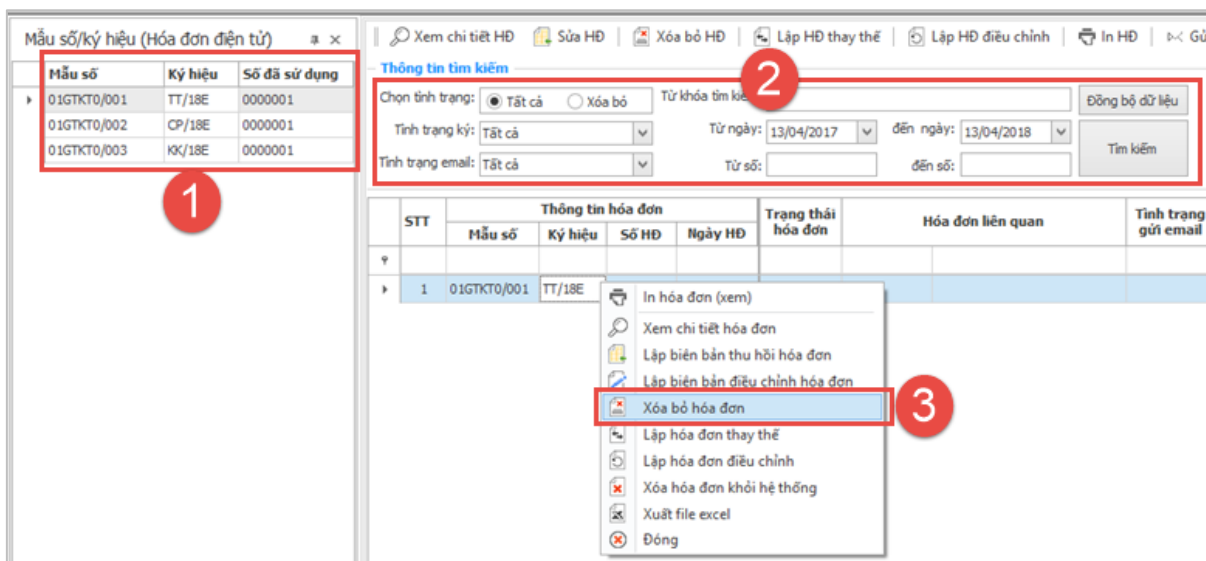 Mẫu số/ký hiệu (Hóa đơn điện tử)
Mẫu số Ký hiệu Số đã sử dụng
01GTKT0/001 TT/18E 0000001
01GTKT0/002 CP/18E 0000001
01GTKT0/003 KK/18E 0000001
1
Xem chi tiết HĐ Sửa HĐ Xóa bỏ HĐ Lập HĐ thay thế Lập HĐ điều chỉnh In HĐ
Thông tin tìm kiếm
2
Chọn tình trạng: Tất cả Xóa bỏ Từ khóa tìm Đồng bộ dữ liệu
Tình trạng ký: Tất cả Từ ngày: 13/04/2017 đến ngày: 13/04/2018 Tìm kiếm
Tình trạng email: Tất cả Từ số: đến số:
STT Thông tin hóa đơn Trạng thái hóa đơn Hóa đơn liên quan Tình trạng gửi email
Mẫu số Ký hiệu Số HĐ Ngày HĐ
1 01GTKT0/001 TT/18E
In hóa đơn (xem)
Xem chi tiết hóa đơn
Lập biên bản thu hồi hóa đơn
Lập biên bản điều chỉnh hóa đơn
Xóa bỏ hóa đơn
3
Lập hóa đơn thay thế
Lập hóa đơn điều chỉnh
Xóa hóa đơn khỏi hệ thống
Xuất file excel
Đóng